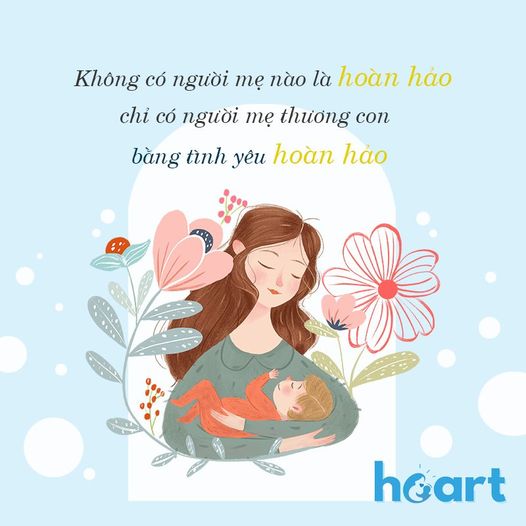 Không có người mẹ nào là hoàn hảo
chỉ có người mẹ thương con
bằng tình yêu hoàn hảo
heart